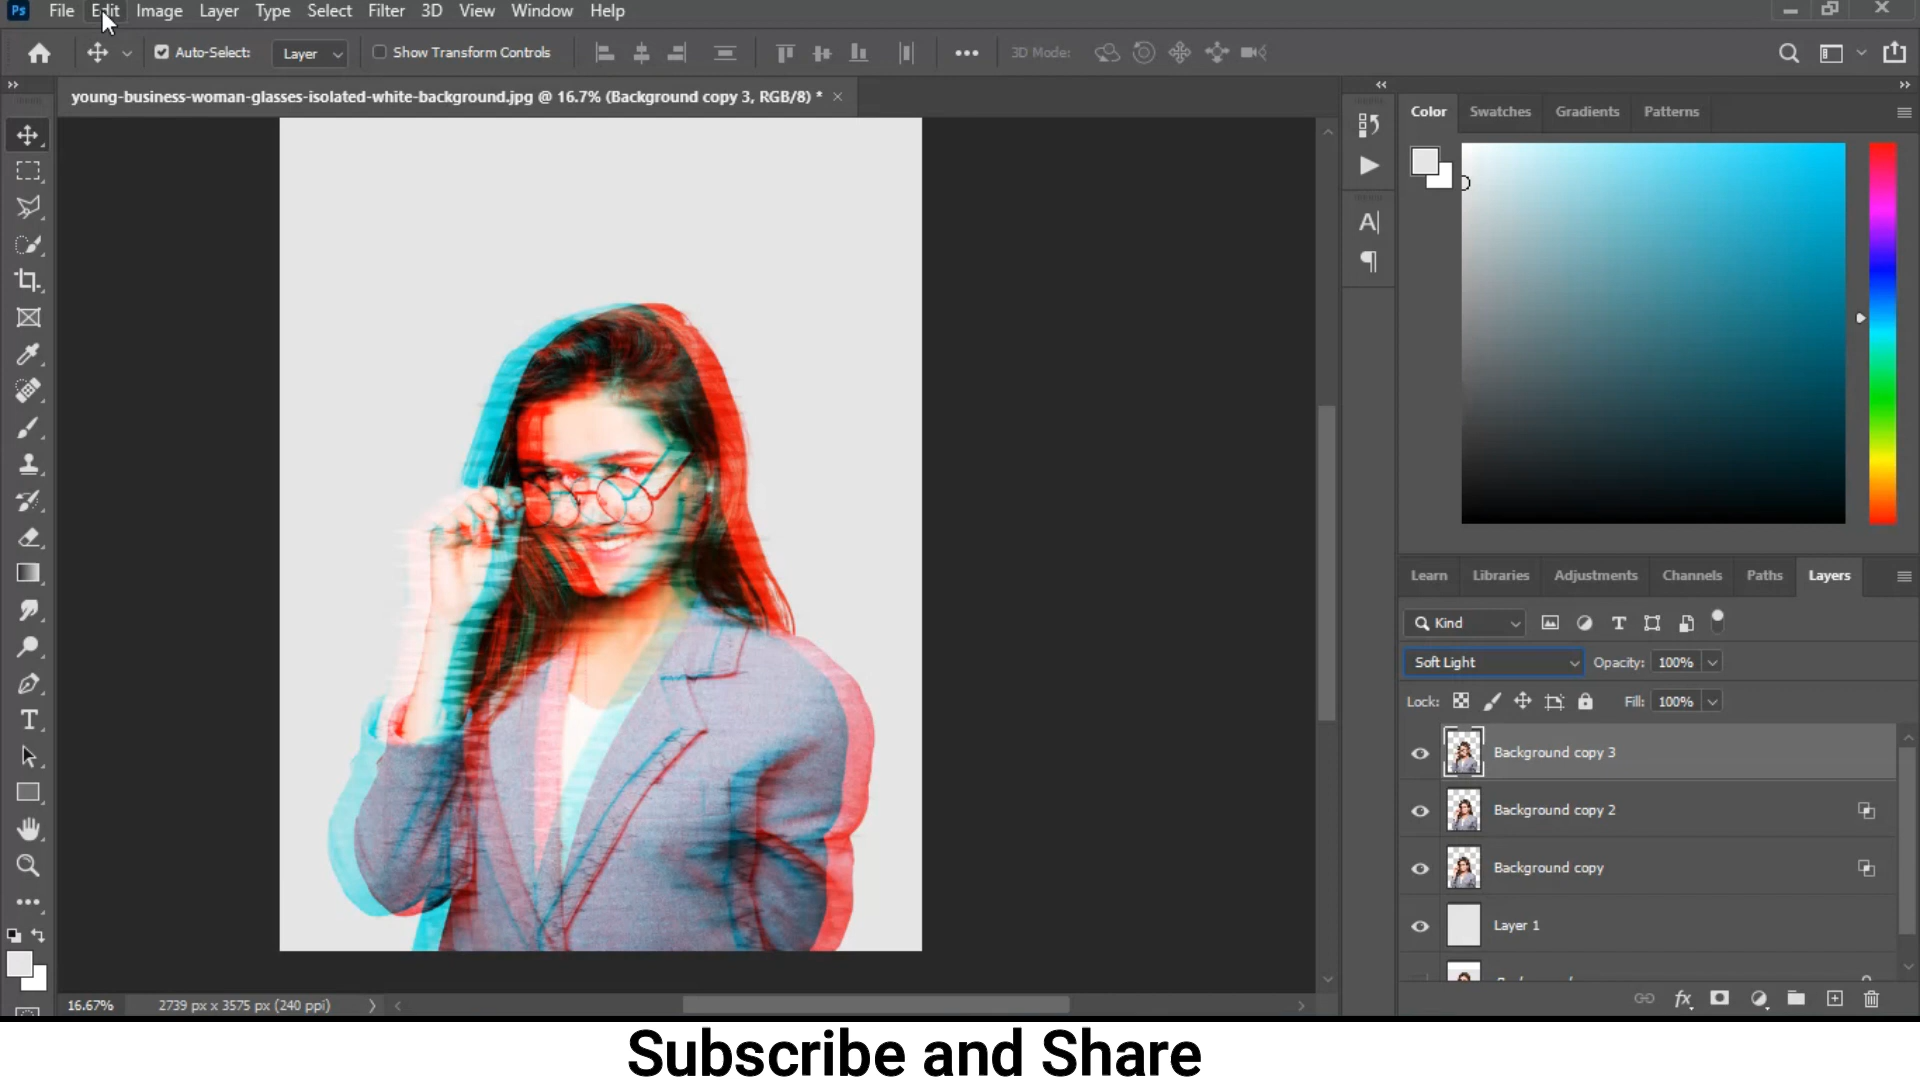 Ps File Edit Image Layer Type Select Filter 3D View Window Help
Auto-Select: Layer Show Transform Controls 3D Mode:
young-business-woman-glasses-isolated-white-background.jpg @ 16.7% (Background copy 3, RGB/8) *
Color Swatches Gradients Patterns
Learn Libraries Adjustments Channels Paths Layers
Kind
Soft Light Opacity: 100%
Lock: Fill: 100%
Background copy 3
Background copy 2
Background copy
Layer 1
16.67% 2739 px x 3575 px (240 ppi)
Subscribe and Share